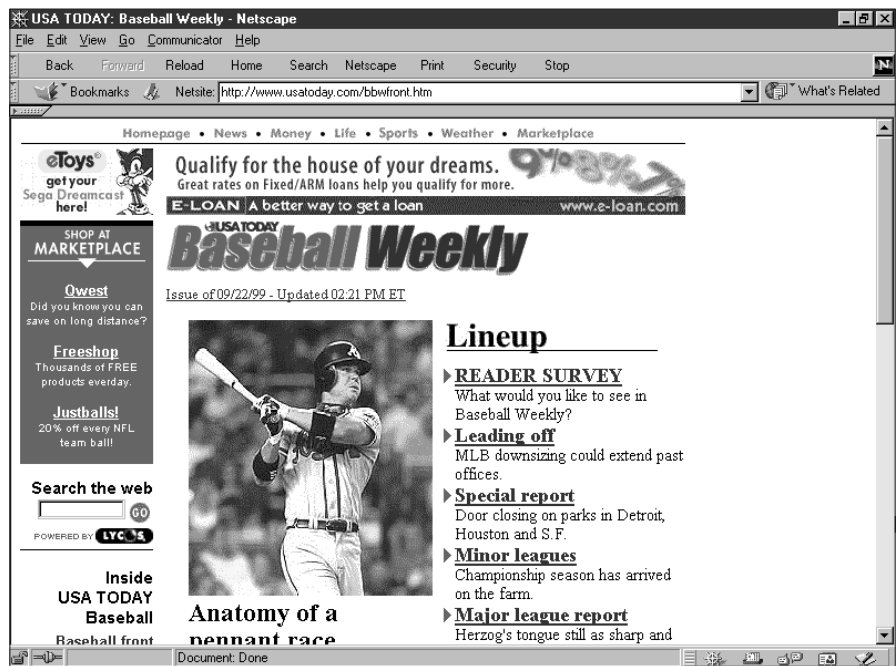 USA TODAY: Baseball Weekly - Netscape
File Edit View Go Communicator Help
Back Forward Reload Home Search Netscape Print Security Stop
Bookmarks Netsite: http://www.usatoday.com/bbwfront.htm What's Related
Homepage • News • Money • Life • Sports • Weather • Marketplace
eToys®
get your
Sega Dreamcast
here!
Qualify for the house of your dreams.
Great rates on Fixed/ARM loans help you qualify for more.
9% 8% 7%
E-LOAN A better way to get a loan www.e-loan.com
SHOP AT
MARKETPLACE
Qwest
Did you know you can
save on long distance?
Freeshop
Thousands of FREE
products everday.
Justballs!
20% off every NFL
team ball!
Search the web
GO
POWERED BY LYCOS
Inside
USA TODAY
Baseball
Baseball front
USA TODAY
Baseball Weekly
Issue of 09/22/99 - Updated 02:21 PM ET
Anatomy of a
pennant race
Lineup
READER SURVEY
What would you like to see in
Baseball Weekly?
Leading off
MLB downsizing could extend past
offices.
Special report
Door closing on parks in Detroit,
Houston and S.F.
Minor leagues
Championship season has arrived
on the farm.
Major league report
Herzog's tongue still as sharp and
Document: Done